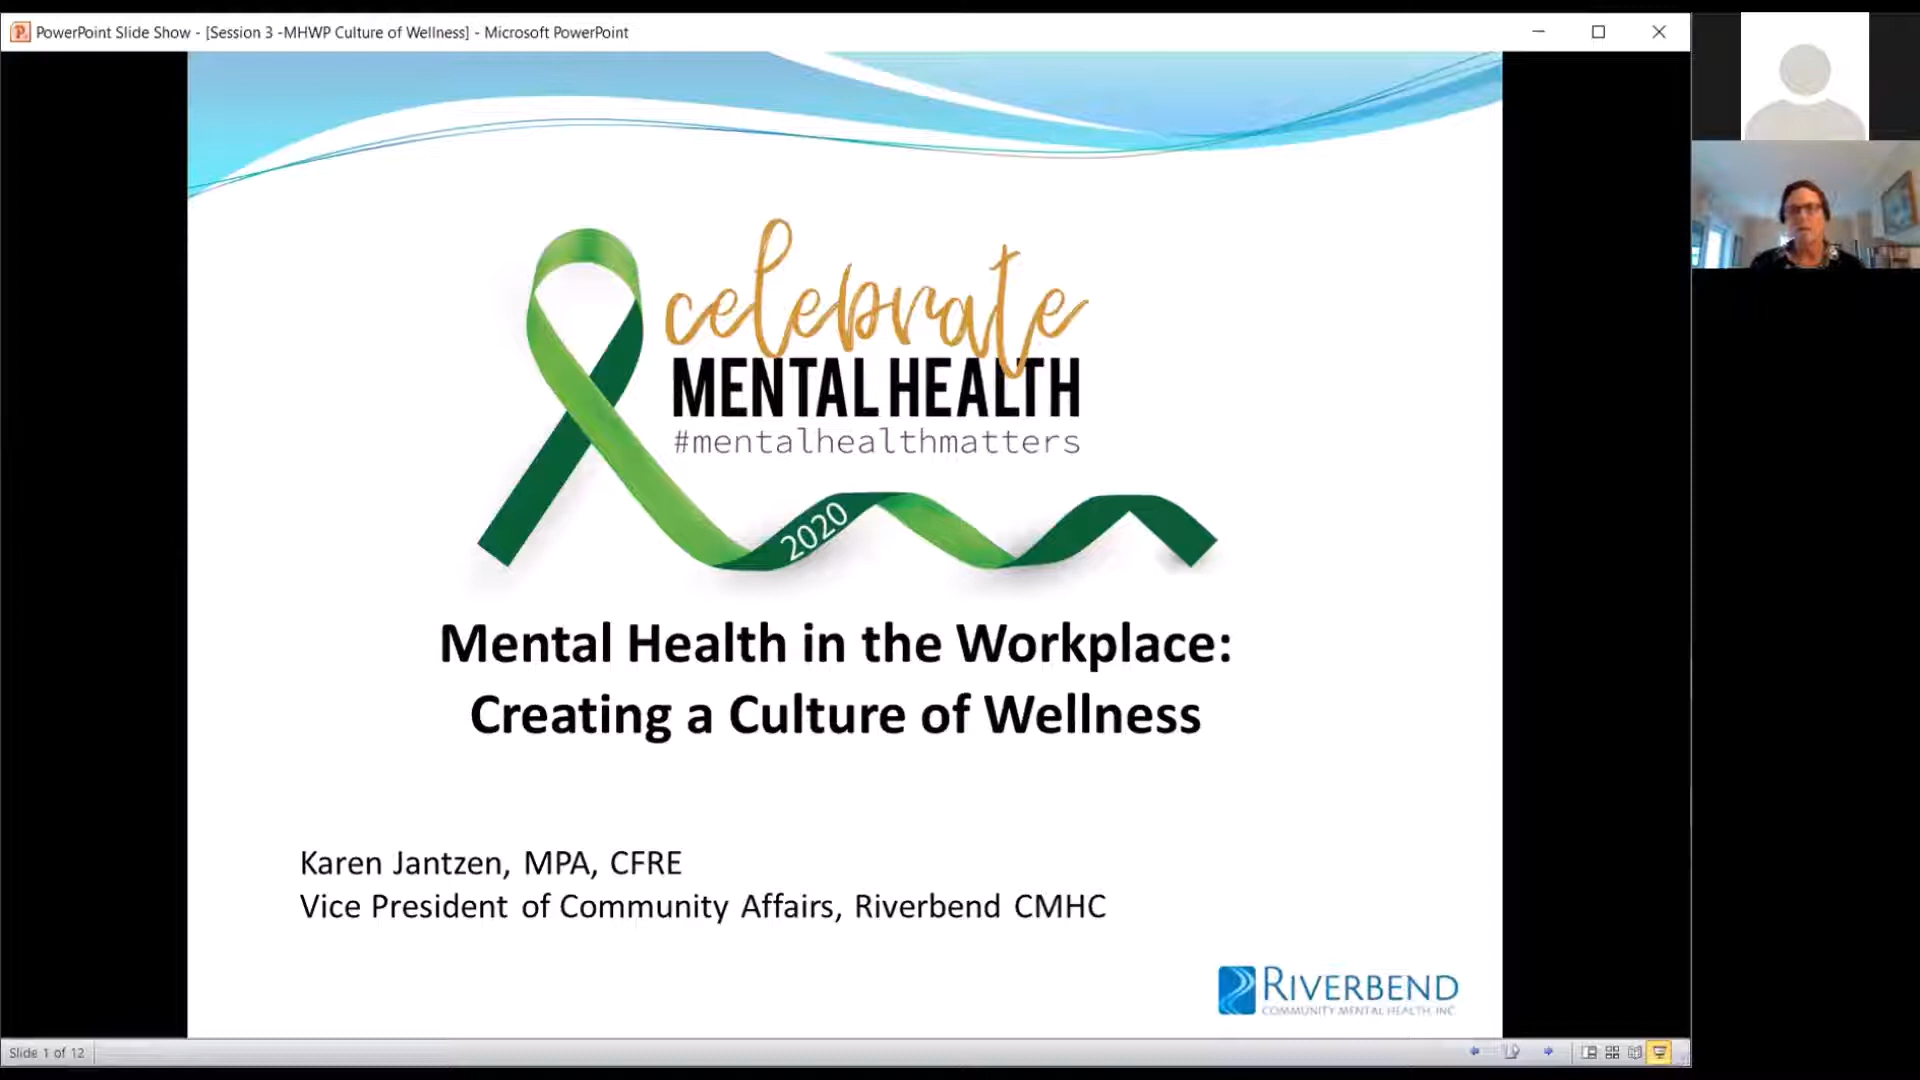 PowerPoint Slide Show - [Session 3 -MHWP Culture of Wellness] - Microsoft PowerPoint
celebrate
MENTAL HEALTH
#mentalhealthmatters
2020
Mental Health in the Workplace:
Creating a Culture of Wellness
Karen Jantzen, MPA, CFRE
Vice President of Community Affairs, Riverbend CMHC
RIVERBEND
COMMUNITY MENTAL HEALTH, INC
Slide 1 of 12